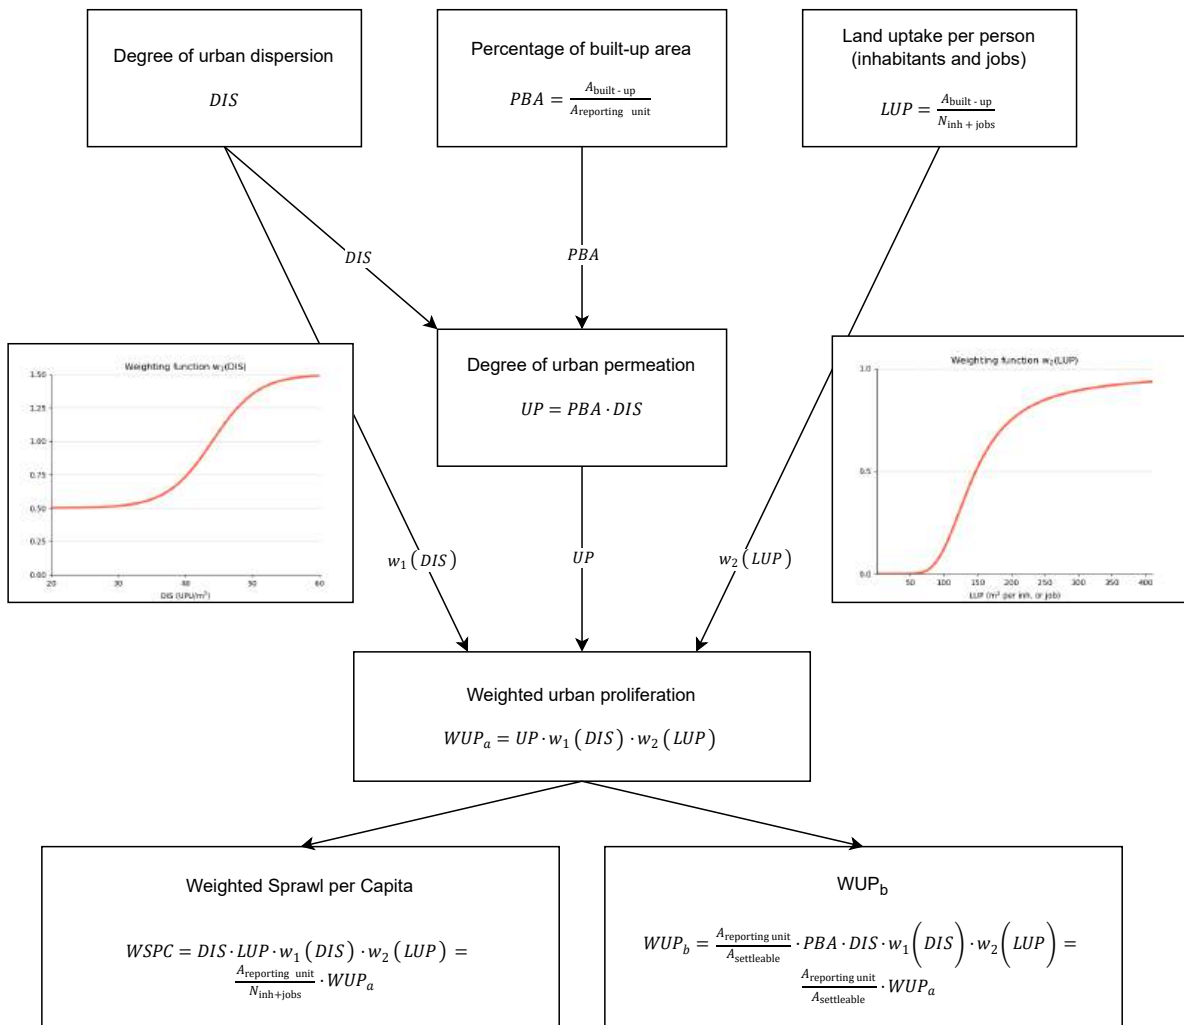 Degree of urban dispersion
DIS
Percentage of built-up area
PBA = A_built-up / A_reporting unit
Land uptake per person
(inhabitants and jobs)
LUP = A_built-up / N_inh+jobs
DIS
PBA
Degree of urban permeation
UP = PBA · DIS
Weighting function w₁(DIS)
1.50
1.25
1.00
0.75
0.50
0.25
0.00
20
30
40
50
60
DIS (UPU/m²)
Weighting function w₂(LUP)
1.0
0.5
0.0
50
100
150
200
250
300
350
400
LUP (m² per inh. or job)
w₁(DIS)
UP
w₂(LUP)
Weighted urban proliferation
WUPₐ = UP · w₁(DIS) · w₂(LUP)
Weighted Sprawl per Capita
WSPC = DIS · LUP · w₁(DIS) · w₂(LUP) =
A_reporting unit / N_inh+jobs · WUPₐ
WUP_b
WUP_b = A_reporting unit / A_settleable · PBA · DIS · w₁(DIS) · w₂(LUP) =
A_reporting unit / A_settleable · WUPₐ